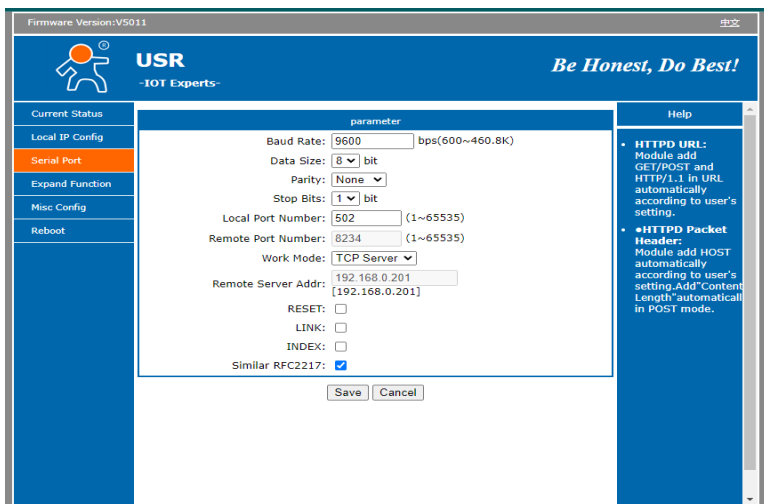 Firmware Version:V5011
中文
®
USR
-IOT Experts-
Be Honest, Do Best!
Current Status
Local IP Config
Serial Port
Expand Function
Misc Config
Reboot
parameter
Baud Rate: 9600 bps(600~460.8K)
Data Size: 8 bit
Parity: None
Stop Bits: 1 bit
Local Port Number: 502 (1~65535)
Remote Port Number: 8234 (1~65535)
Work Mode: TCP Server
Remote Server Addr: 192.168.0.201
[192.168.0.201]
RESET:
LINK:
INDEX:
Similar RFC2217:
Save Cancel
Help
• HTTPD URL:
Module add
GET/POST and
HTTP/1.1 in URL
automatically
according to user's
setting.
• ●HTTPD Packet
Header:
Module add HOST
automatically
according to user's
setting.Add"Content
Length"automaticall
in POST mode.